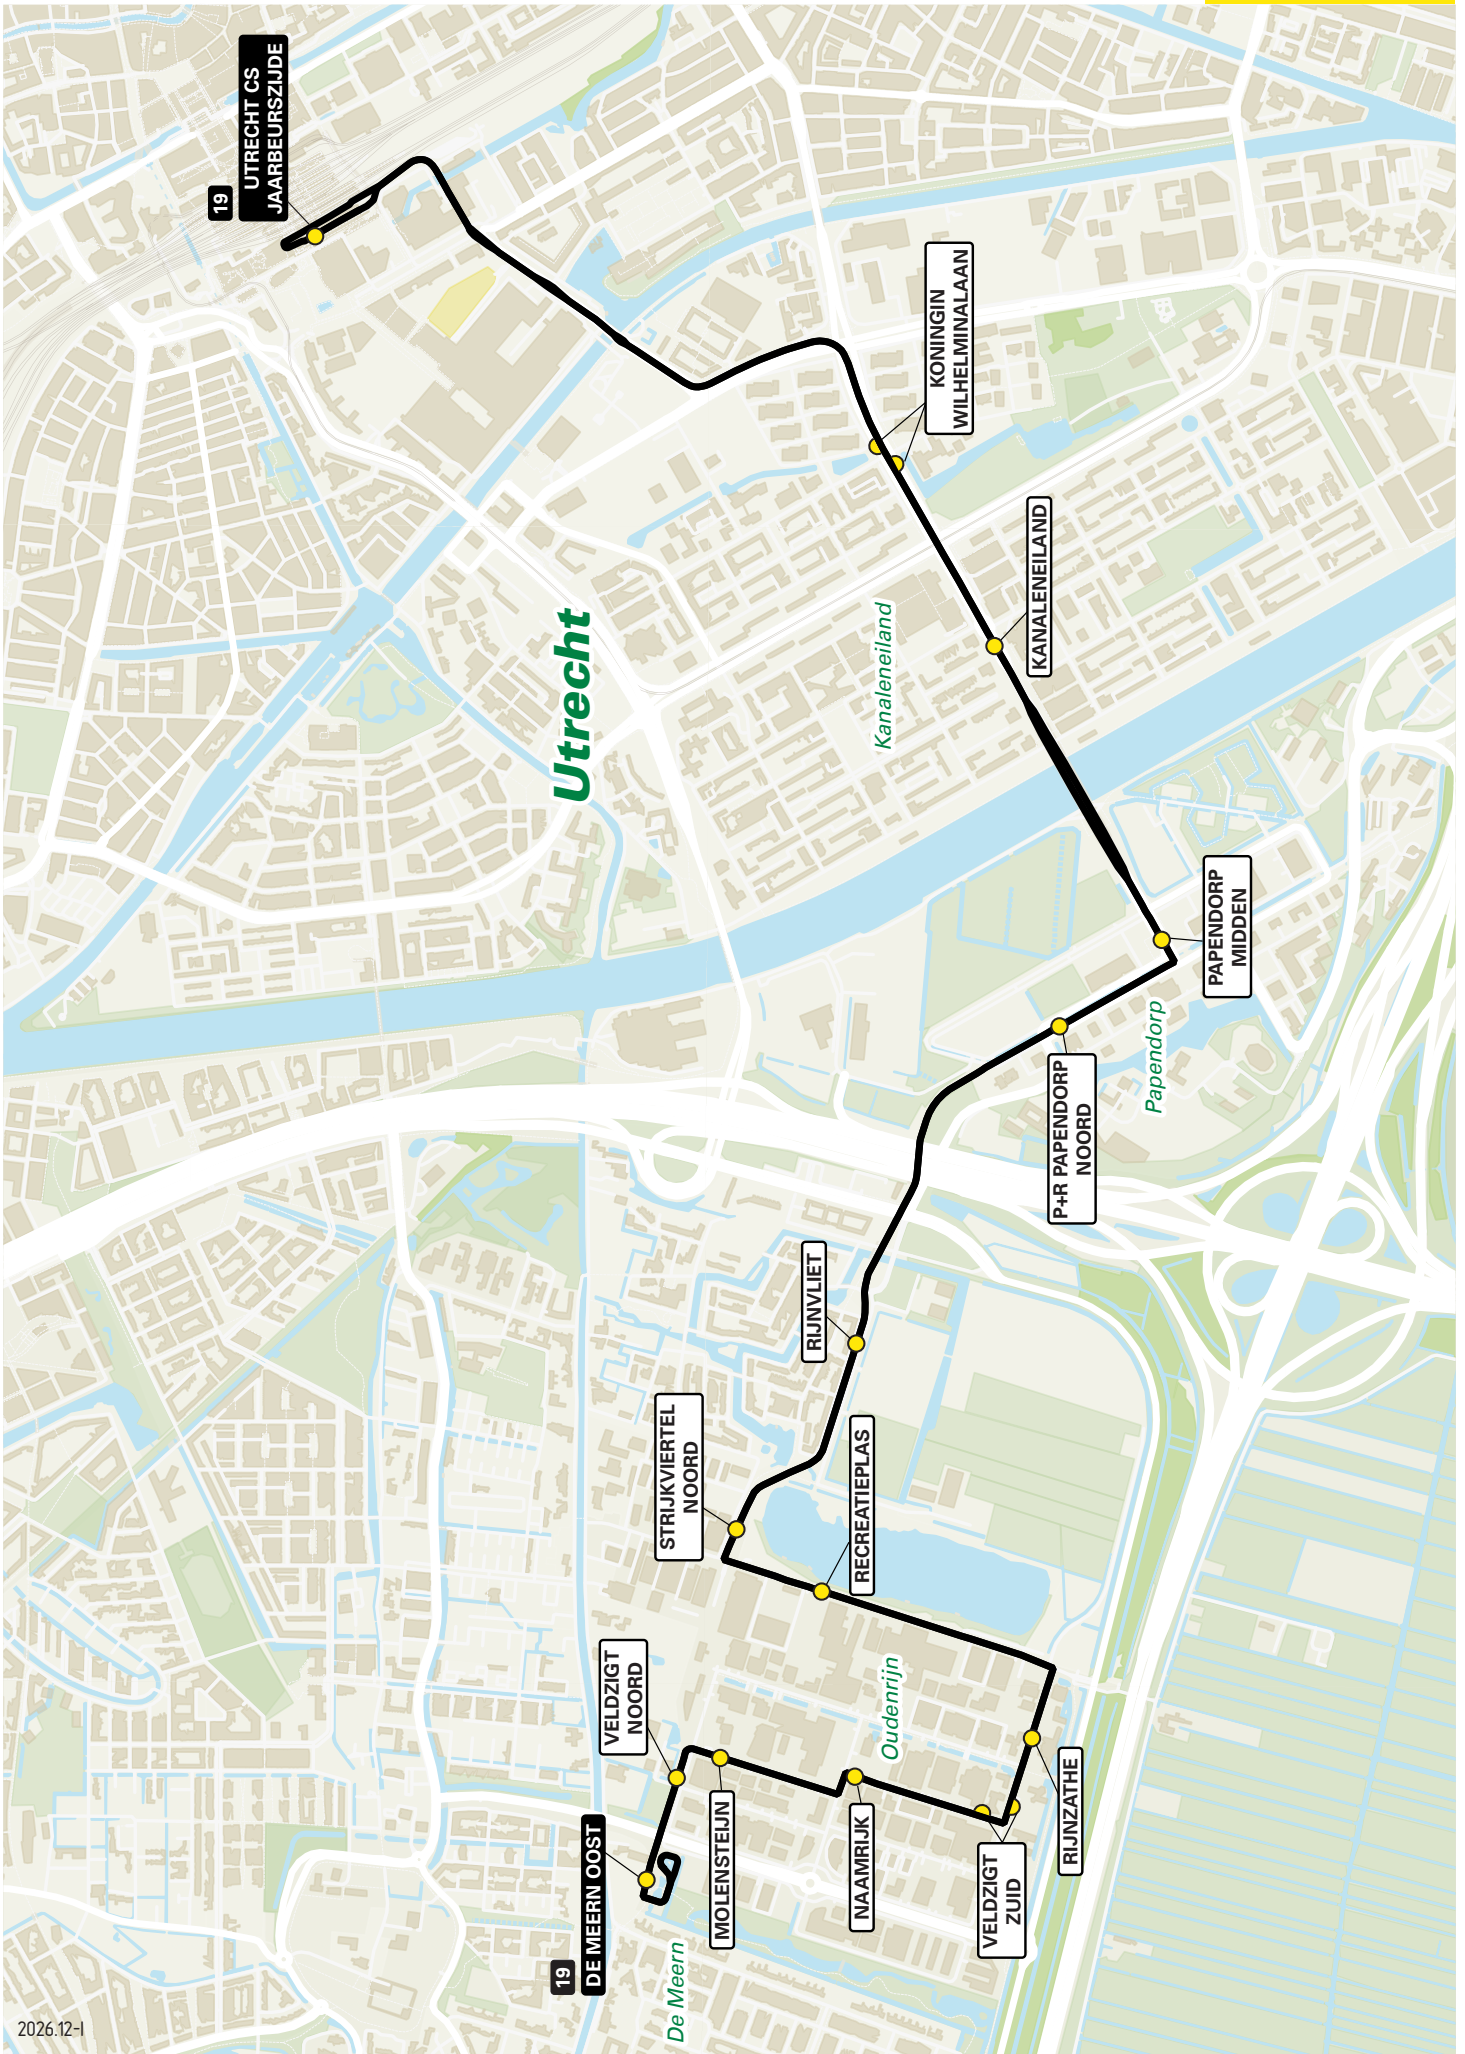 19
UTRECHT CS
JAARBEURSZIJDE
KONINGIN
WILHELMINALAAN
KANALENEILAND
Utrecht
Kanaleneiland
PAPENDORP
MIDDEN
P+R PAPENDORP
NOORD
Papendorp
RIJNVLIET
STRIJKVIERTEL
NOORD
RECREATIEPLAS
VELDZIGT
NOORD
Oudenrijn
MOLENSTEIJN
NAAMRIJK
RIJNZATHE
VELDZIGT
ZUID
19
DE MEERN OOST
De Meern
2026.12-I